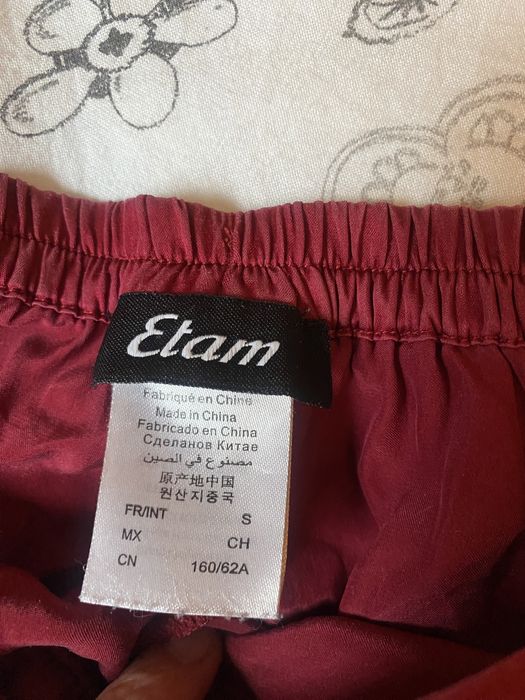 Etam
Fabriqué en Chine
Made in China
Fabricado en China
Сделанов Китае
مصنوع في الصين
原产地中国
원산지중국
FR/INT S
MX CH
CN 160/62A